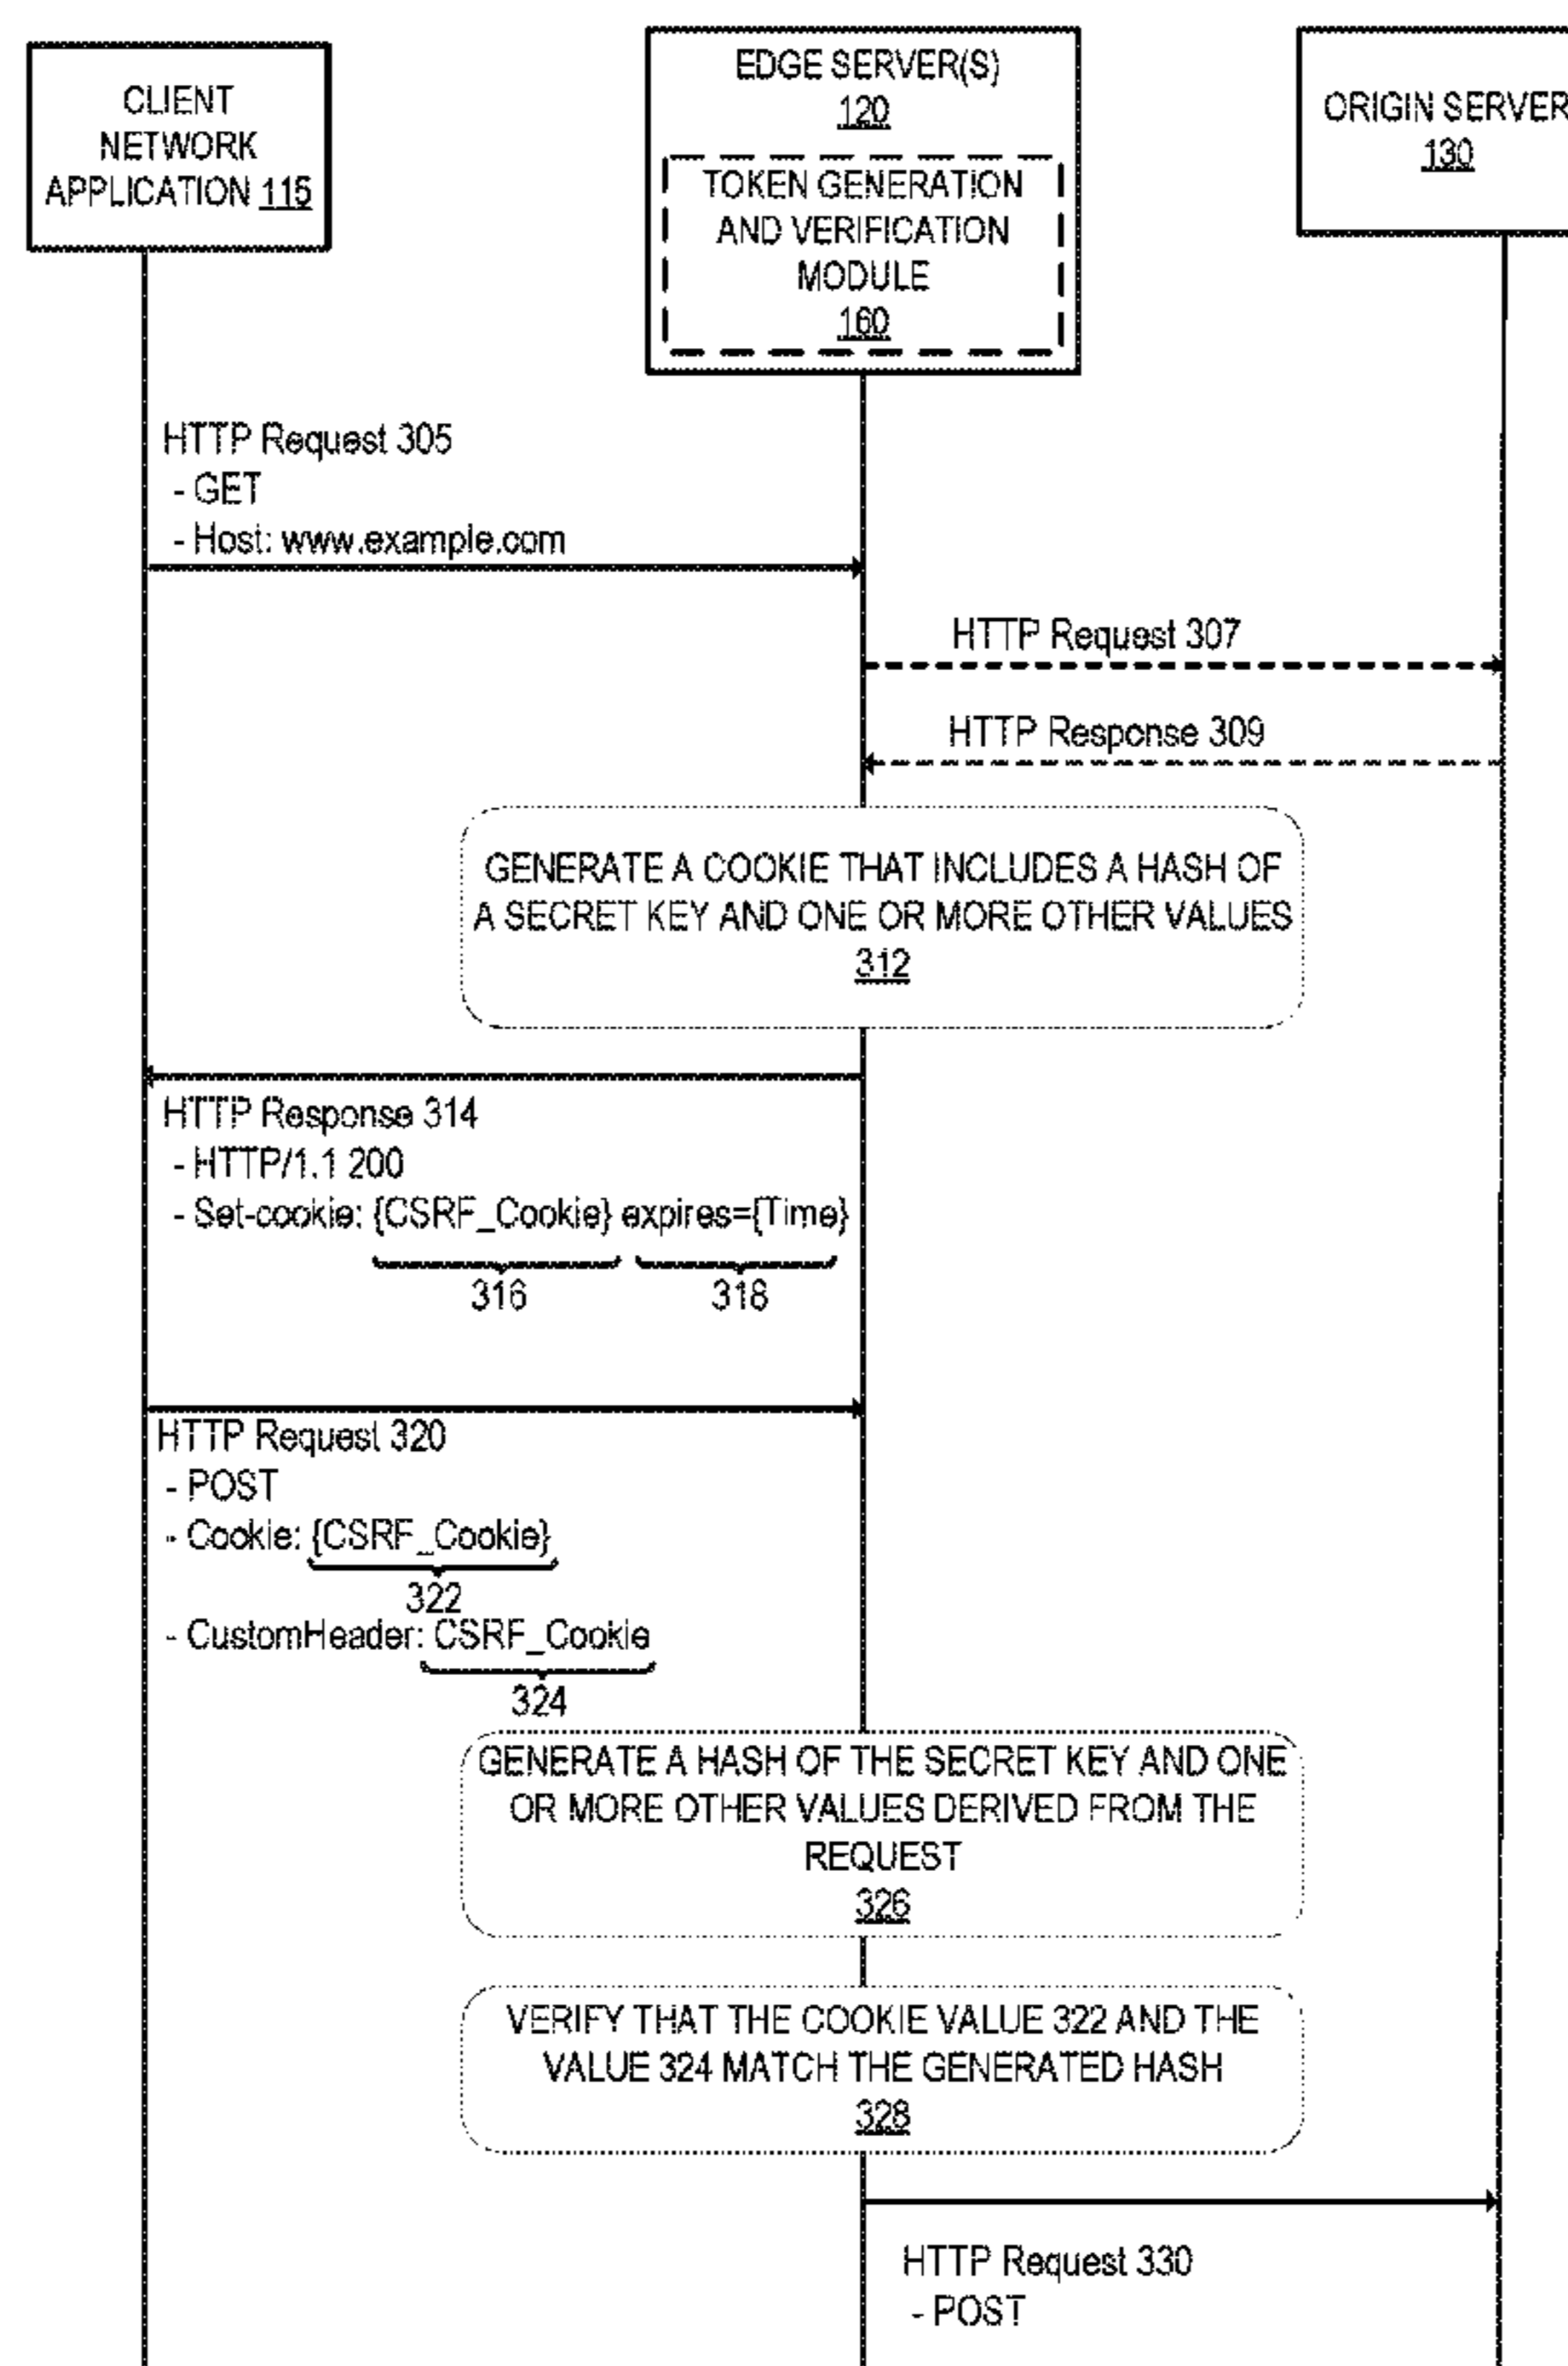 CLIENT
NETWORK
APPLICATION 115
EDGE SERVER(S)
120
TOKEN GENERATION
AND VERIFICATION
MODULE
160
ORIGIN SERVER
130
HTTP Request 305
- GET
- Host: www.example.com
HTTP Request 307
HTTP Response 309
GENERATE A COOKIE THAT INCLUDES A HASH OF
A SECRET KEY AND ONE OR MORE OTHER VALUES
312
HTTP Response 314
- HTTP/1.1 200
- Set-cookie: {CSRF_Cookie} expires={Time}
316 318
HTTP Request 320
- POST
- Cookie: {CSRF_Cookie}
322
- CustomHeader: CSRF_Cookie
324
GENERATE A HASH OF THE SECRET KEY AND ONE
OR MORE OTHER VALUES DERIVED FROM THE
REQUEST
326
VERIFY THAT THE COOKIE VALUE 322 AND THE
VALUE 324 MATCH THE GENERATED HASH
328
HTTP Request 330
- POST